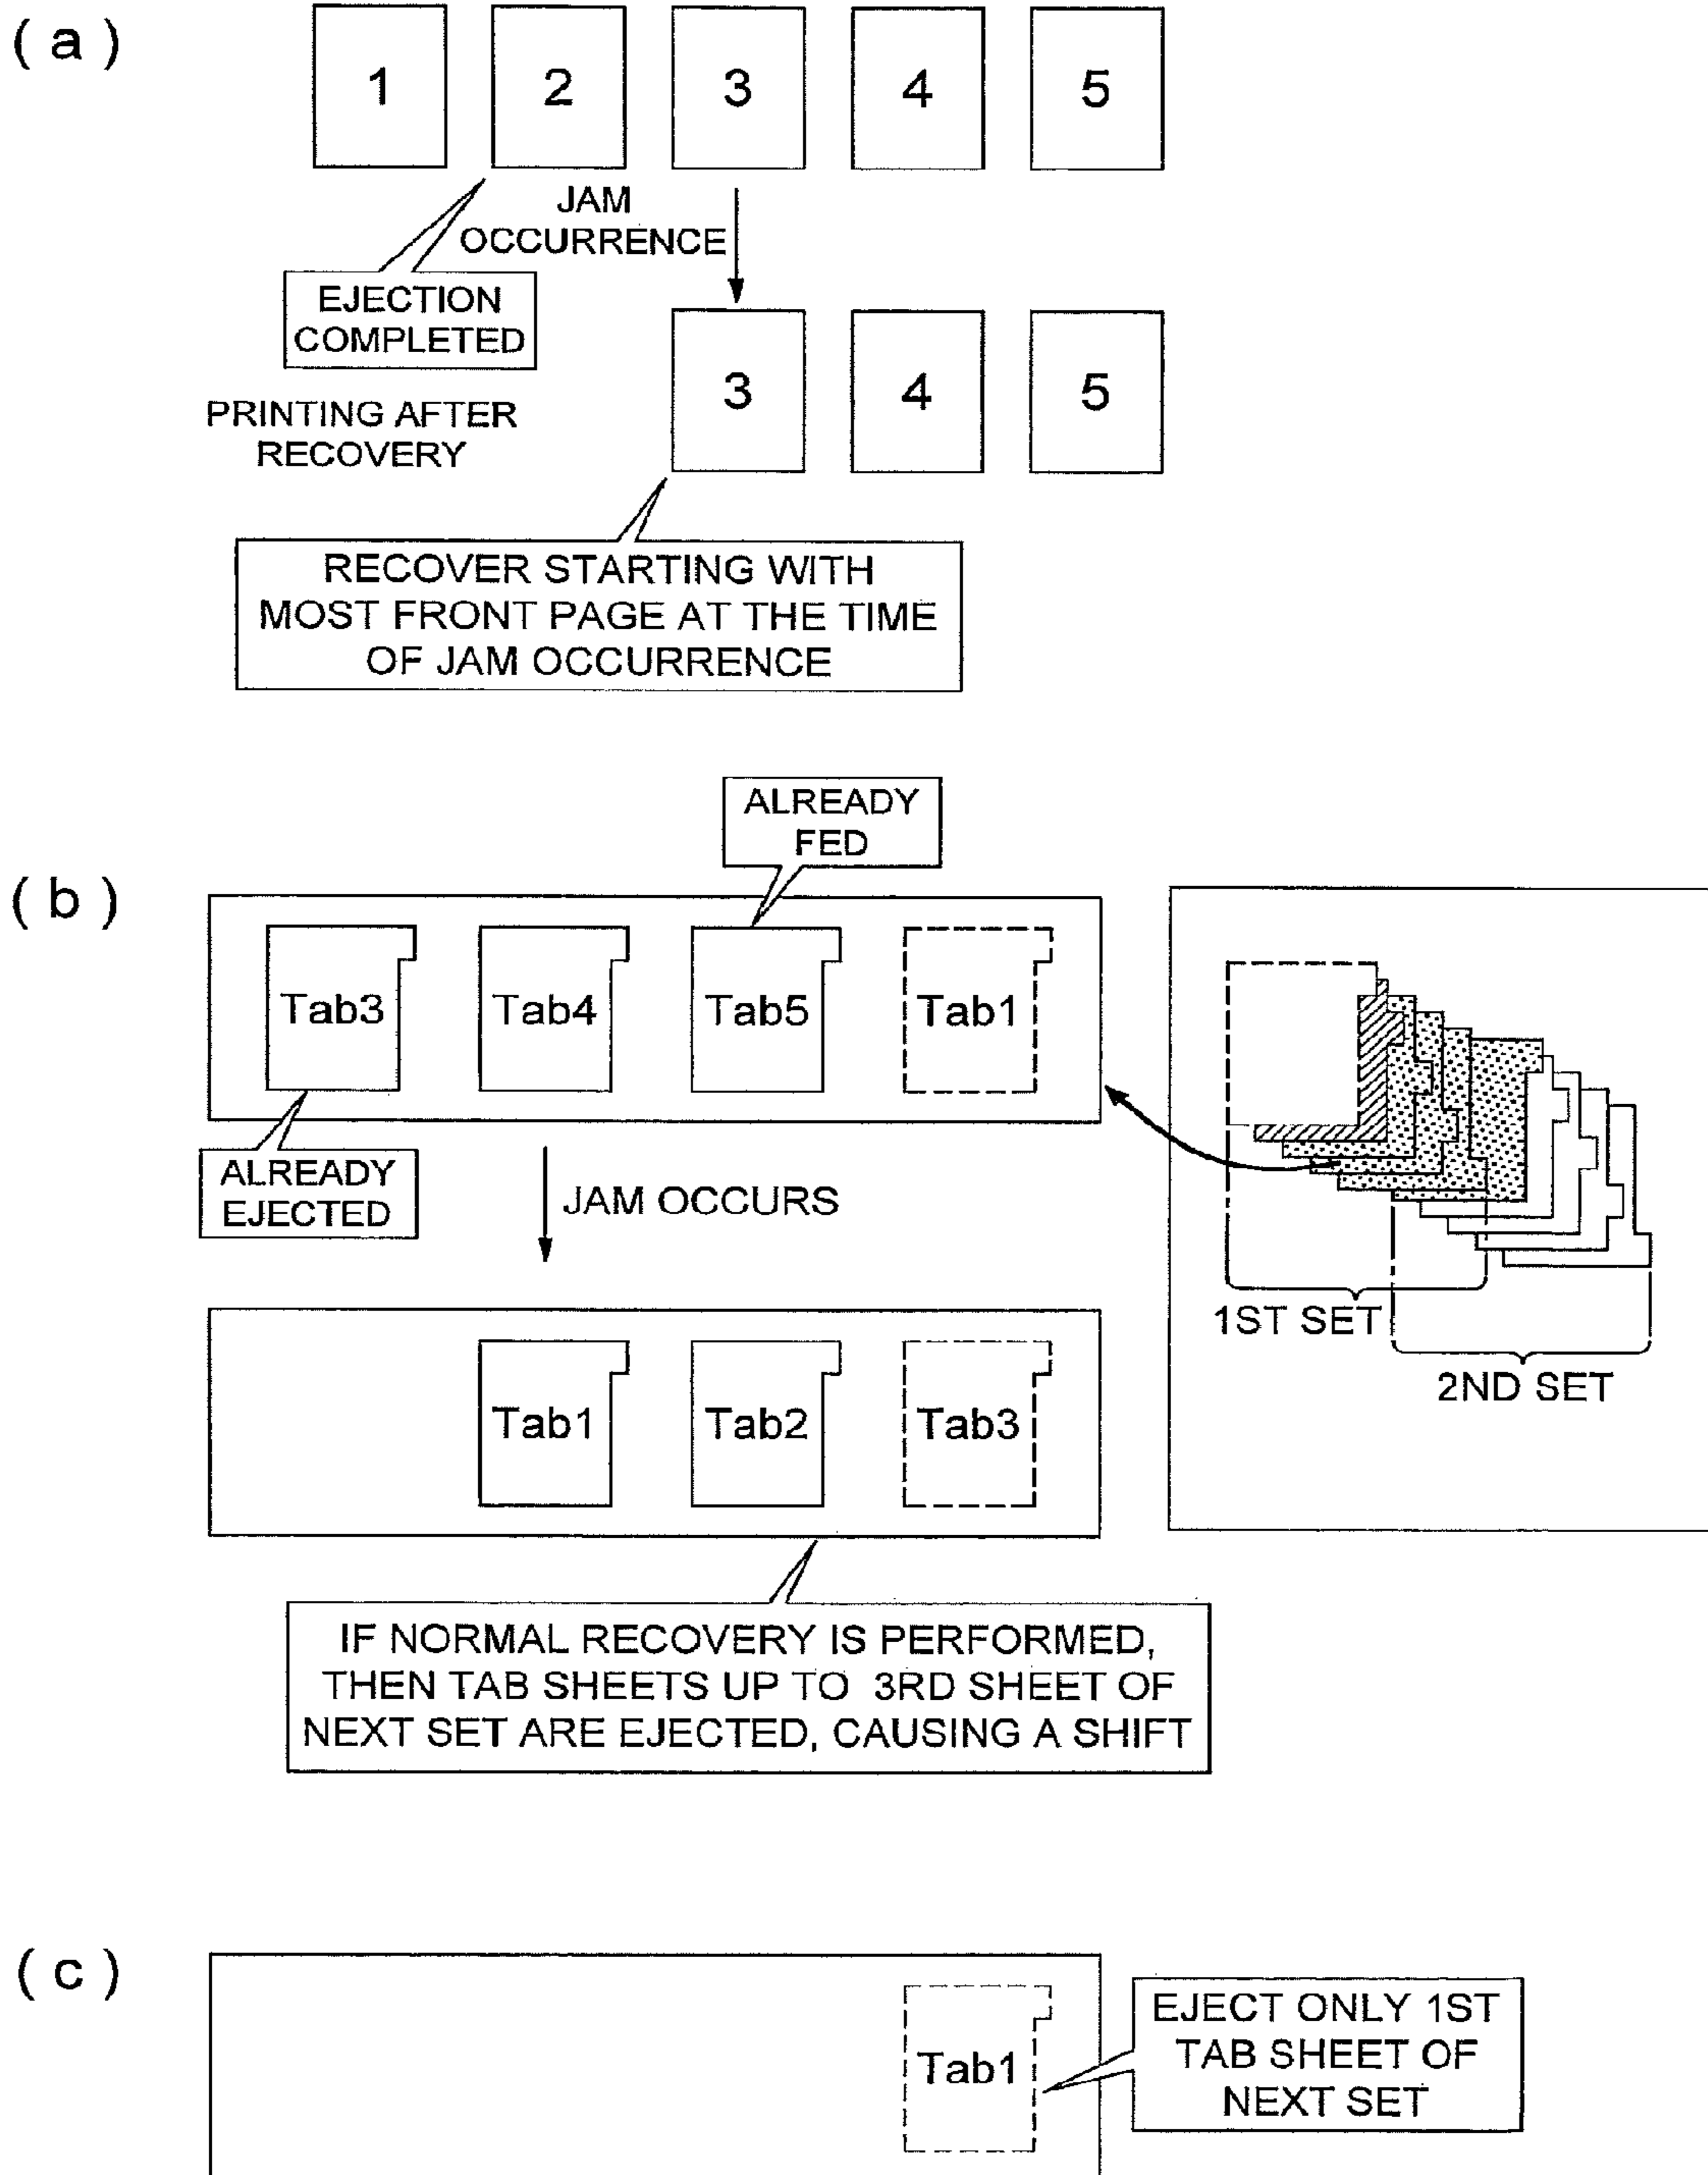 ( a )
1 2 3 4 5
JAM
OCCURRENCE
EJECTION
COMPLETED
3 4 5
PRINTING AFTER
RECOVERY
RECOVER STARTING WITH
MOST FRONT PAGE AT THE TIME
OF JAM OCCURRENCE
( b )
ALREADY
FED
Tab3 Tab4 Tab5 Tab1
ALREADY
EJECTED
JAM OCCURS
1ST SET
2ND SET
Tab1 Tab2 Tab3
IF NORMAL RECOVERY IS PERFORMED,
THEN TAB SHEETS UP TO 3RD SHEET OF
NEXT SET ARE EJECTED, CAUSING A SHIFT
( c )
Tab1
EJECT ONLY 1ST
TAB SHEET OF
NEXT SET